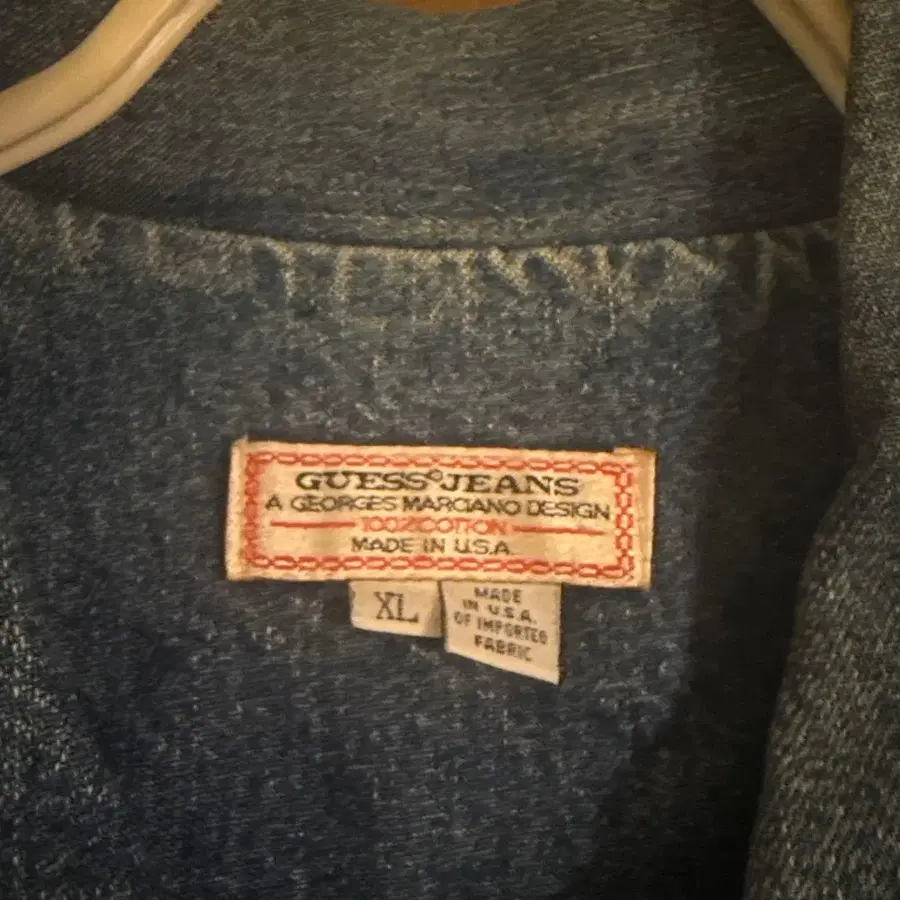 GUESS® JEANS
A GEORGES MARCIANO DESIGN
100% COTTON
MADE IN U.S.A.
XL
MADE
IN U.S.A.
OF IMPORTED
FABRIC